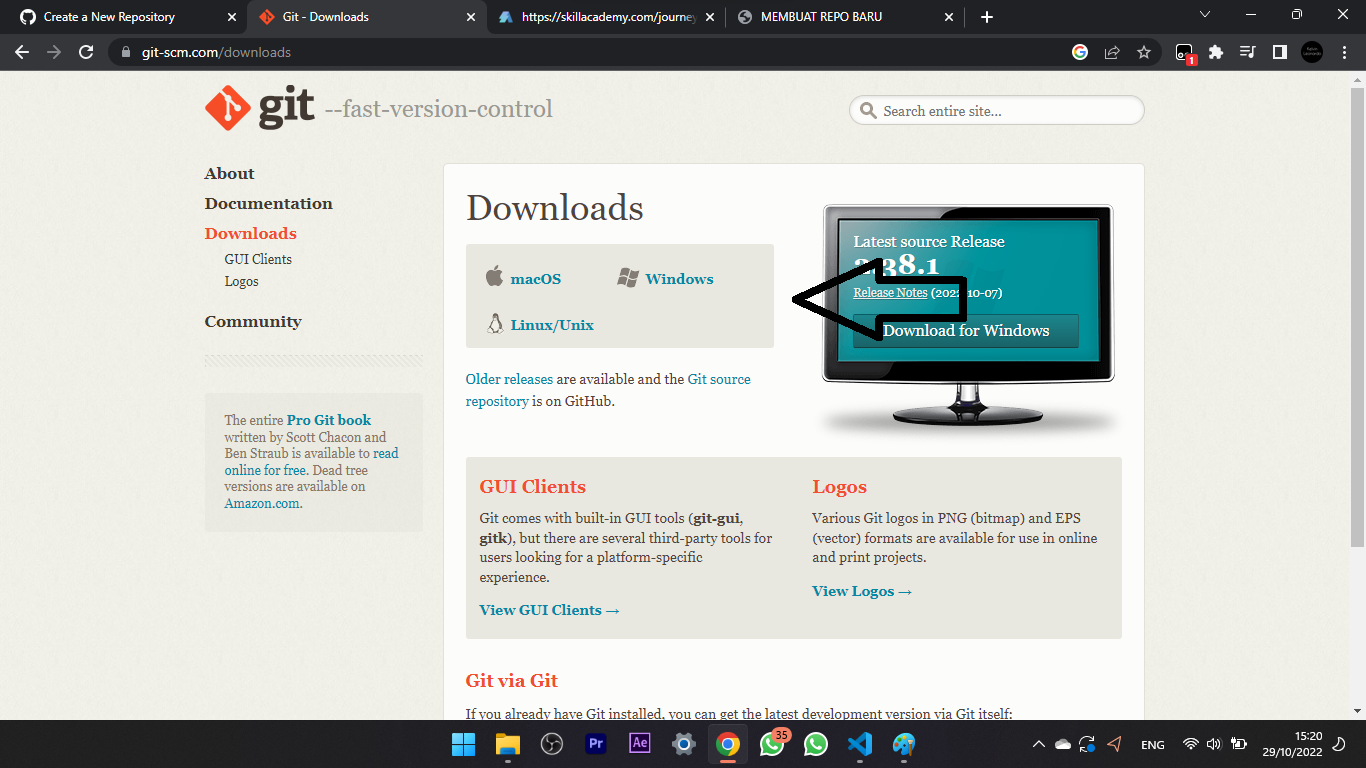 Create a New Repository
Git - Downloads
https://skillacademy.com/journey
MEMBUAT REPO BARU
git-scm.com/downloads
1
git --fast-version-control
Search entire site...
About
Documentation
Downloads
GUI Clients
Logos
Community
The entire Pro Git book
written by Scott Chacon and
Ben Straub is available to read
online for free. Dead tree
versions are available on
Amazon.com.
Downloads
macOS
Windows
Linux/Unix
Older releases are available and the Git source
repository is on GitHub.
Latest source Release
2.38.1
Release Notes (2022-10-07)
Download for Windows
GUI Clients
Git comes with built-in GUI tools (git-gui,
gitk), but there are several third-party tools for
users looking for a platform-specific
experience.
View GUI Clients →
Logos
Various Git logos in PNG (bitmap) and EPS
(vector) formats are available for use in online
and print projects.
View Logos →
Git via Git
If you already have Git installed, you can get the latest development version via Git itself:
Pr
Ae
35
ENG
15:20
29/10/2022